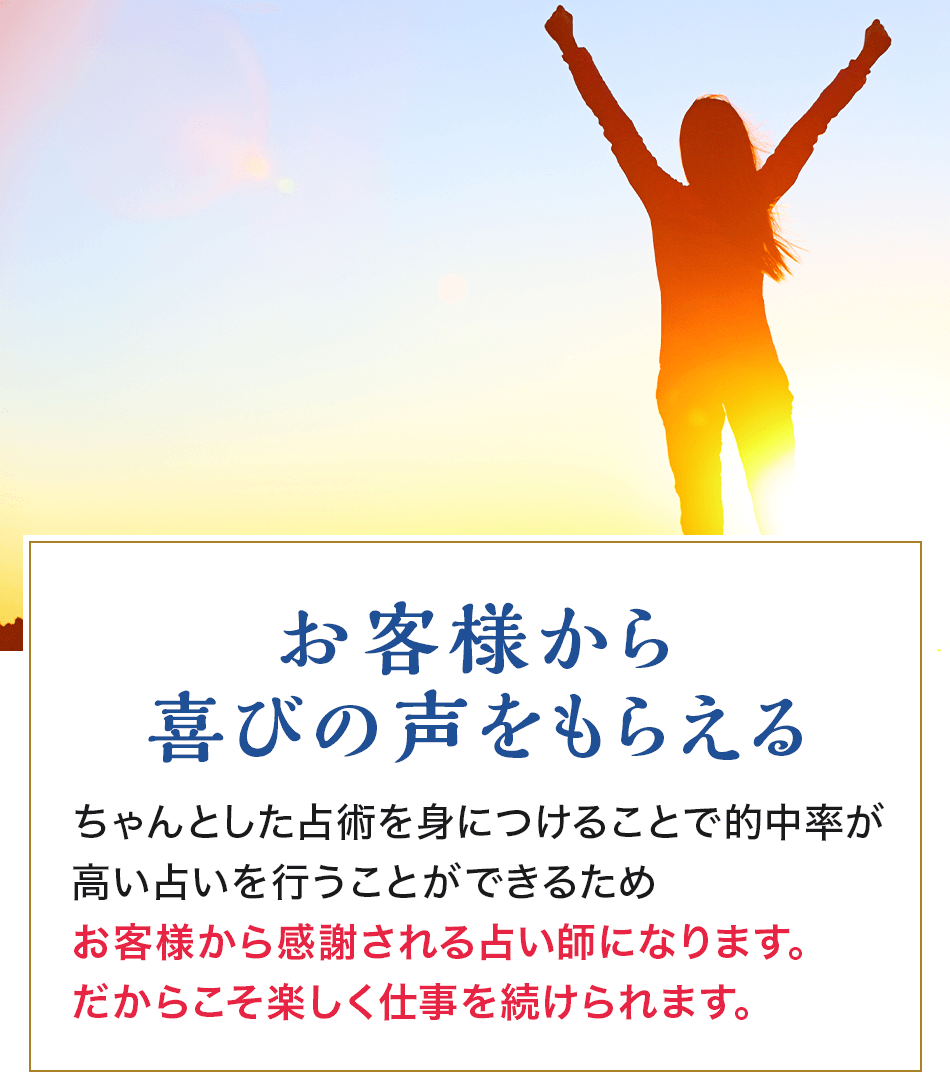 お客様から
喜びの声をもらえる
ちゃんとした占術を身につけることで的中率が
高い占いを行うことができるため
お客様から感謝される占い師になります。
だからこそ楽しく仕事を続けられます。